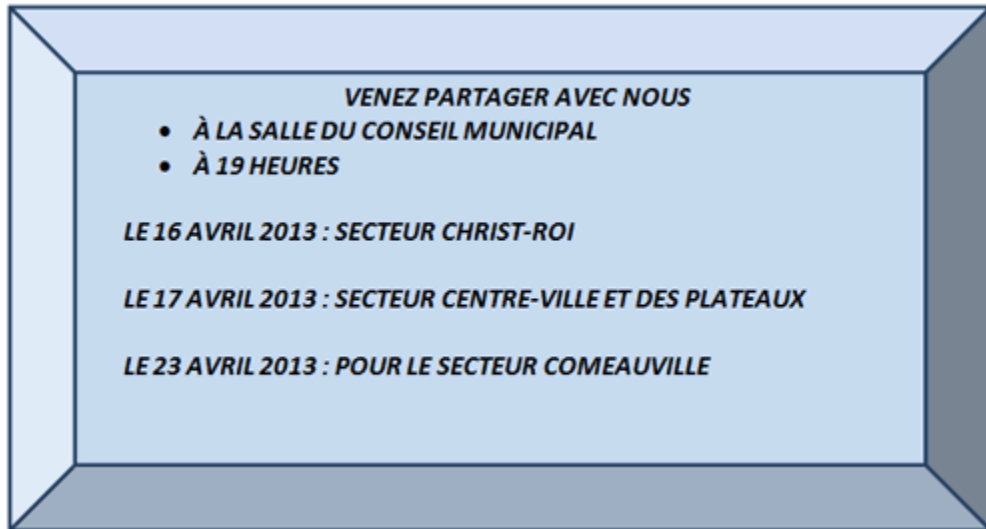 VENEZ PARTAGER AVEC NOUS
• À LA SALLE DU CONSEIL MUNICIPAL
• À 19 HEURES
LE 16 AVRIL 2013 : SECTEUR CHRIST-ROI
LE 17 AVRIL 2013 : SECTEUR CENTRE-VILLE ET DES PLATEAUX
LE 23 AVRIL 2013 : POUR LE SECTEUR COMEAUVILLE